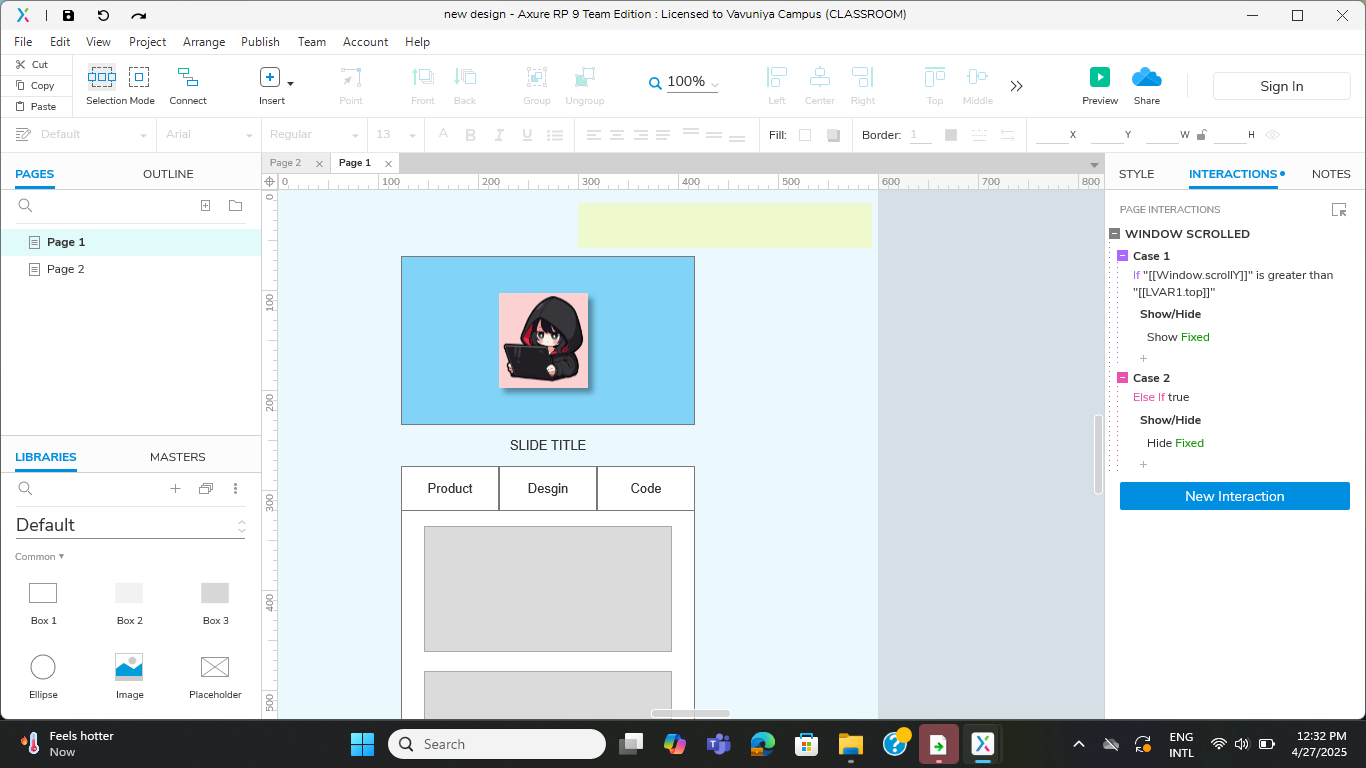 new design - Axure RP 9 Team Edition : Licensed to Vavuniya Campus (CLASSROOM)
File Edit View Project Arrange Publish Team Account Help
Cut
Copy
Paste
Selection Mode Connect Insert Point Front Back Group Ungroup 100% Left Center Right Top Middle Preview Share Sign In
Default Arial Regular 13 Fill: Border: 1 X Y W H
PAGES OUTLINE
Page 1
Page 2
LIBRARIES MASTERS
Default
Common
Box 1 Box 2 Box 3
Ellipse Image Placeholder
Page 2 Page 1
0 100 200 300 400 500 600 700 800
0
100
200
300
400
500
SLIDE TITLE
Product Desgin Code
STYLE INTERACTIONS NOTES
PAGE INTERACTIONS
WINDOW SCROLLED
Case 1
If "[[Window.scrollY]]" is greater than
"[[LVAR1.top]]"
Show/Hide
Show Fixed
Case 2
Else If true
Show/Hide
Hide Fixed
New Interaction
Feels hotter
Now
Search
ENG
INTL
12:32 PM
4/27/2025